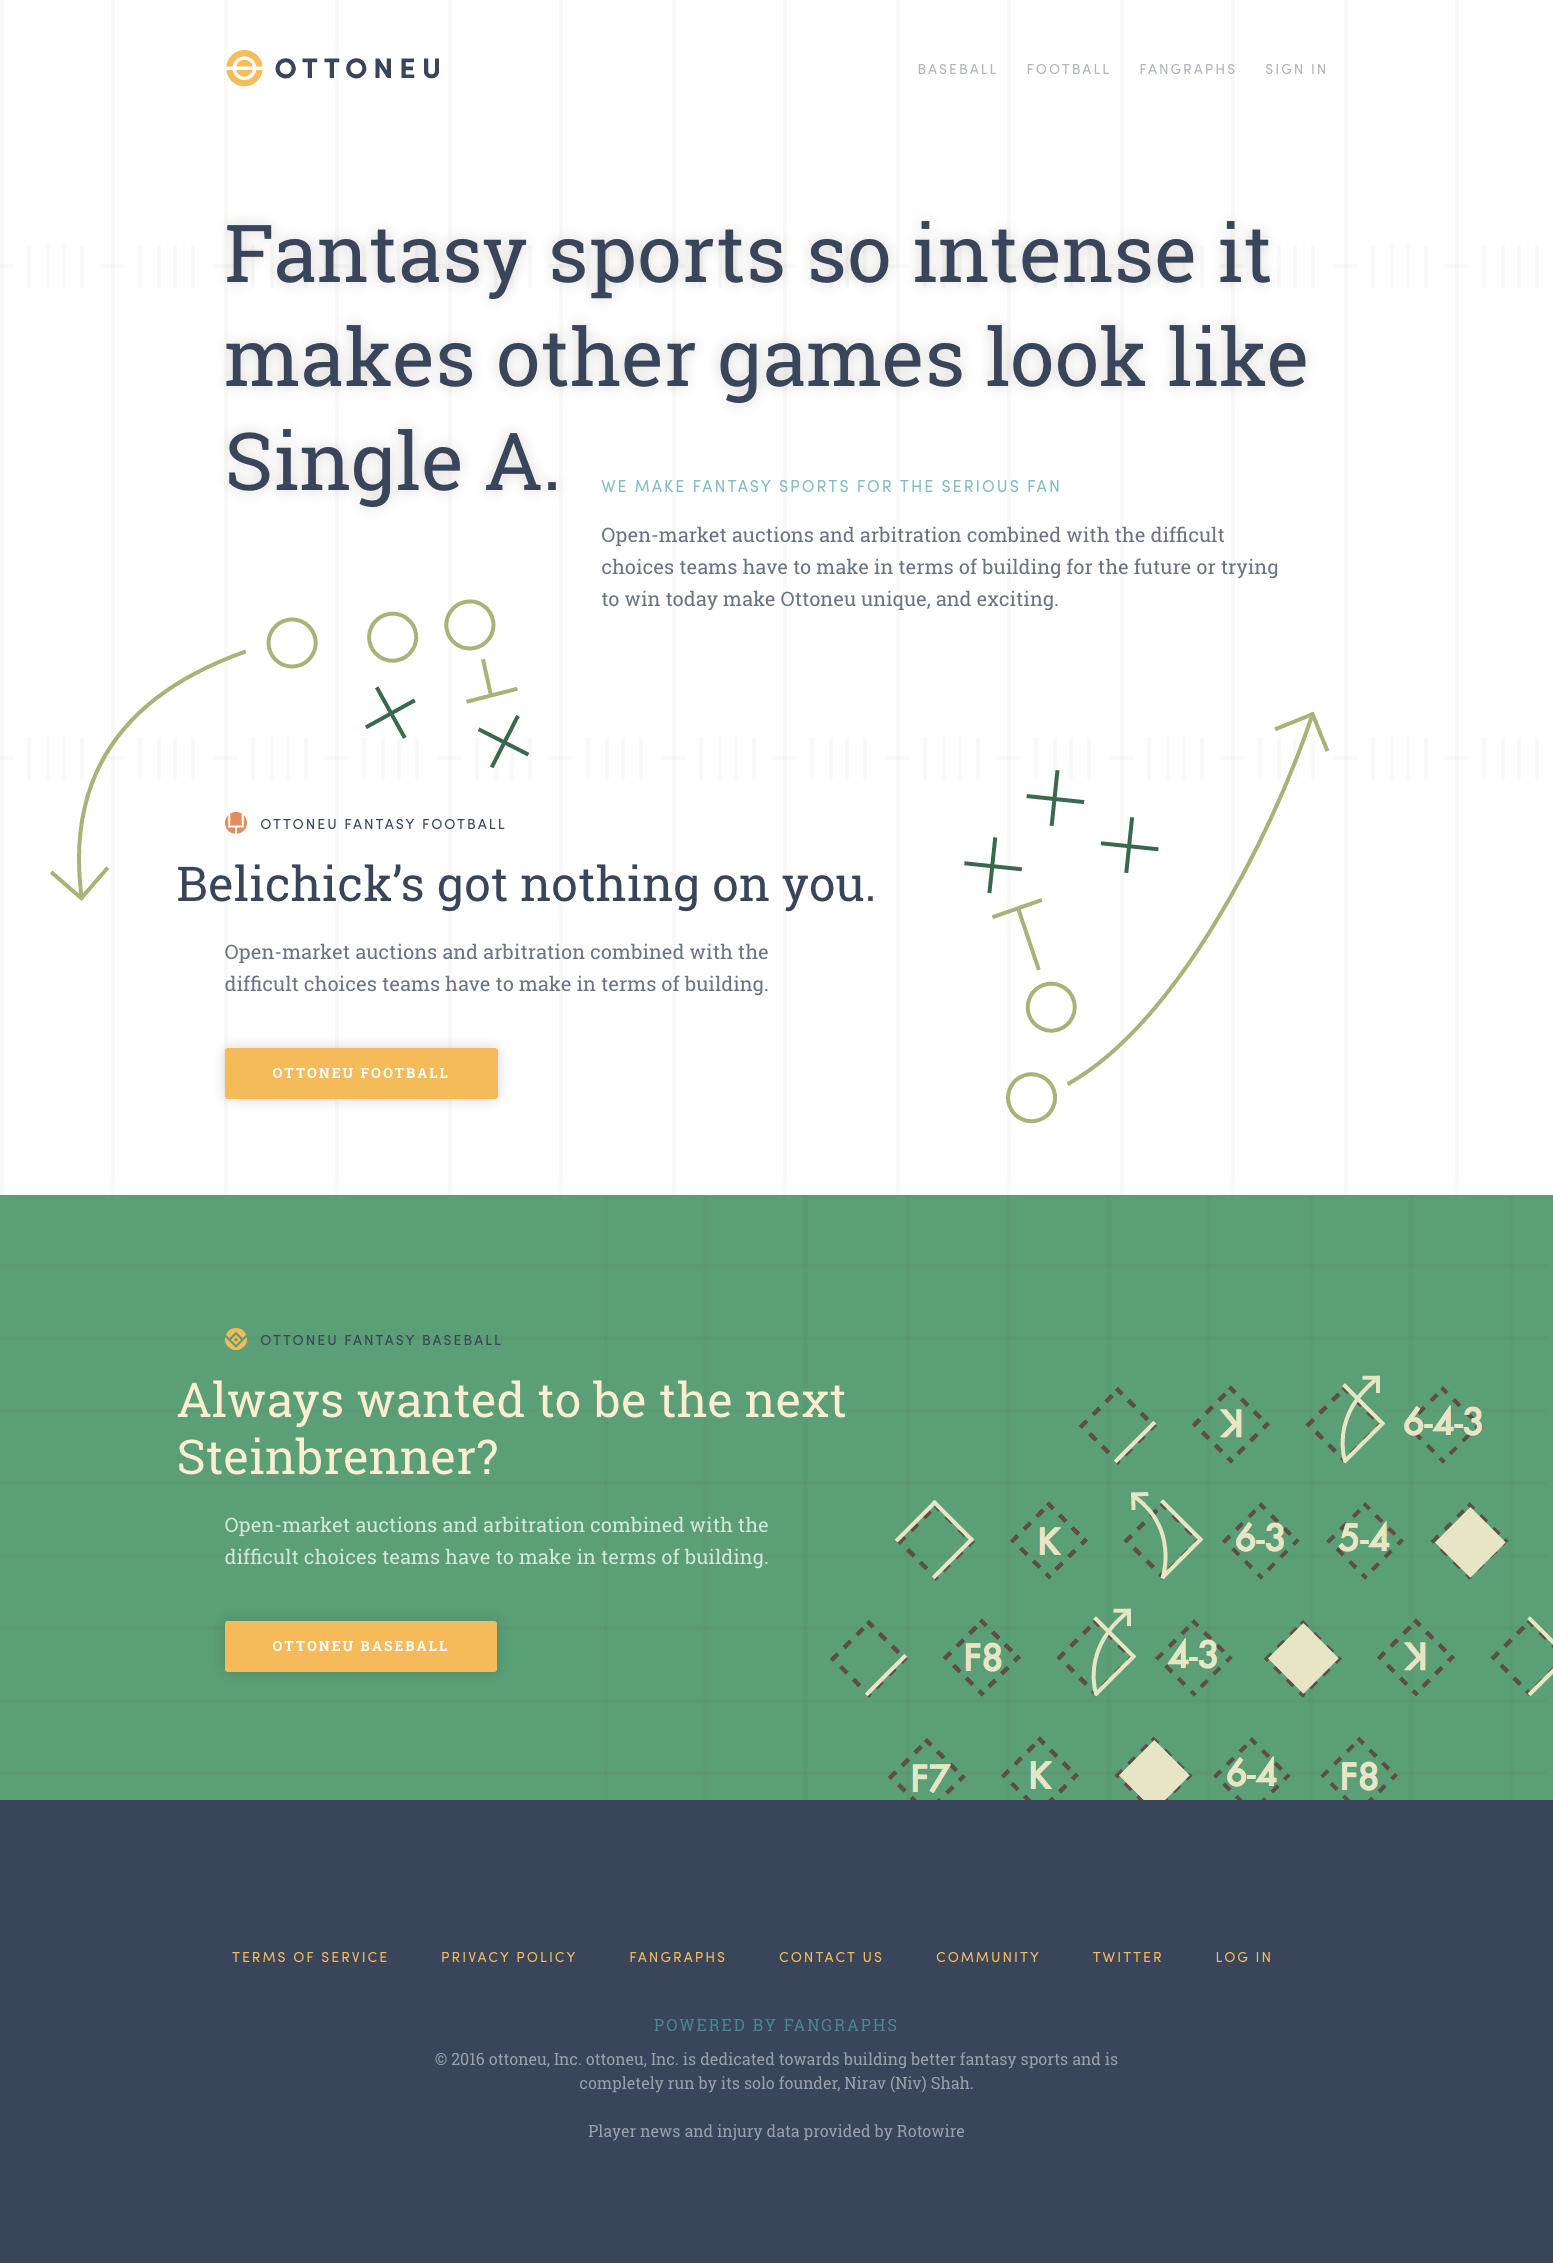 OTTONEU
BASEBALL FOOTBALL FANGRAPHS SIGN IN
Fantasy sports so intense it
makes other games look like
Single A.
WE MAKE FANTASY SPORTS FOR THE SERIOUS FAN
Open-market auctions and arbitration combined with the difficult
choices teams have to make in terms of building for the future or trying
to win today make Ottoneu unique, and exciting.
OTTONEU FANTASY FOOTBALL
Belichick’s got nothing on you.
Open-market auctions and arbitration combined with the
difficult choices teams have to make in terms of building.
OTTONEU FOOTBALL
OTTONEU FANTASY BASEBALL
Always wanted to be the next
Steinbrenner?
Open-market auctions and arbitration combined with the
difficult choices teams have to make in terms of building.
OTTONEU BASEBALL
K 6-4-3
K 6-3 5-4
F8 4-3 K
F7 K 6-4 F8
TERMS OF SERVICE PRIVACY POLICY FANGRAPHS CONTACT US COMMUNITY TWITTER LOG IN
POWERED BY FANGRAPHS
© 2016 ottoneu, Inc. ottoneu, Inc. is dedicated towards building better fantasy sports and is
completely run by its solo founder, Nirav (Niv) Shah.
Player news and injury data provided by Rotowire